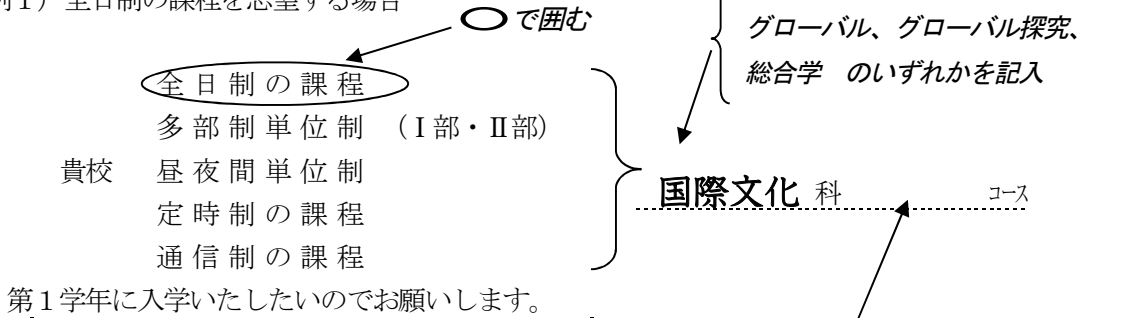 例1）全日制の課程を志望する場合
○で囲む
グローバル、グローバル探究、
総合学　のいずれかを記入
全日制の課程
多部制単位制　（Ⅰ部・Ⅱ部）
貴校　昼夜間単位制
国際文化 科　コース
定時制の課程
通信制の課程
第１学年に入学いたしたいのでお願いします。